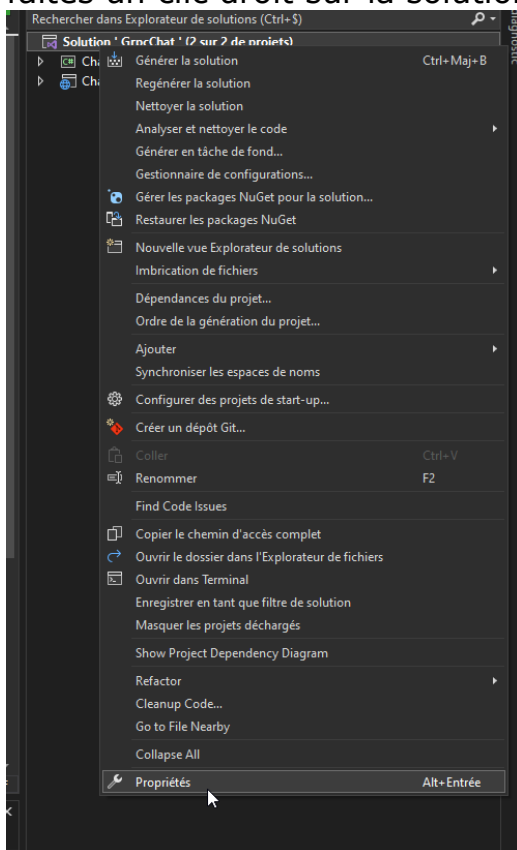 faites un clic droit sur la solution
Rechercher dans Explorateur de solutions (Ctrl+$)
Solution ' GrpcChat ' (2 sur 2 de projets)
Générer la solution Ctrl+Maj+B
Regénérer la solution
Nettoyer la solution
Analyser et nettoyer le code
Générer en tâche de fond...
Gestionnaire de configurations...
Gérer les packages NuGet pour la solution...
Restaurer les packages NuGet
Nouvelle vue Explorateur de solutions
Imbrication de fichiers
Dépendances du projet...
Ordre de la génération du projet...
Ajouter
Synchroniser les espaces de noms
Configurer des projets de start-up...
Créer un dépôt Git...
Coller Ctrl+V
Renommer F2
Find Code Issues
Copier le chemin d'accès complet
Ouvrir le dossier dans l'Explorateur de fichiers
Ouvrir dans Terminal
Enregistrer en tant que filtre de solution
Masquer les projets déchargés
Show Project Dependency Diagram
Refactor
Cleanup Code...
Go to File Nearby
Collapse All
Propriétés Alt+Entrée